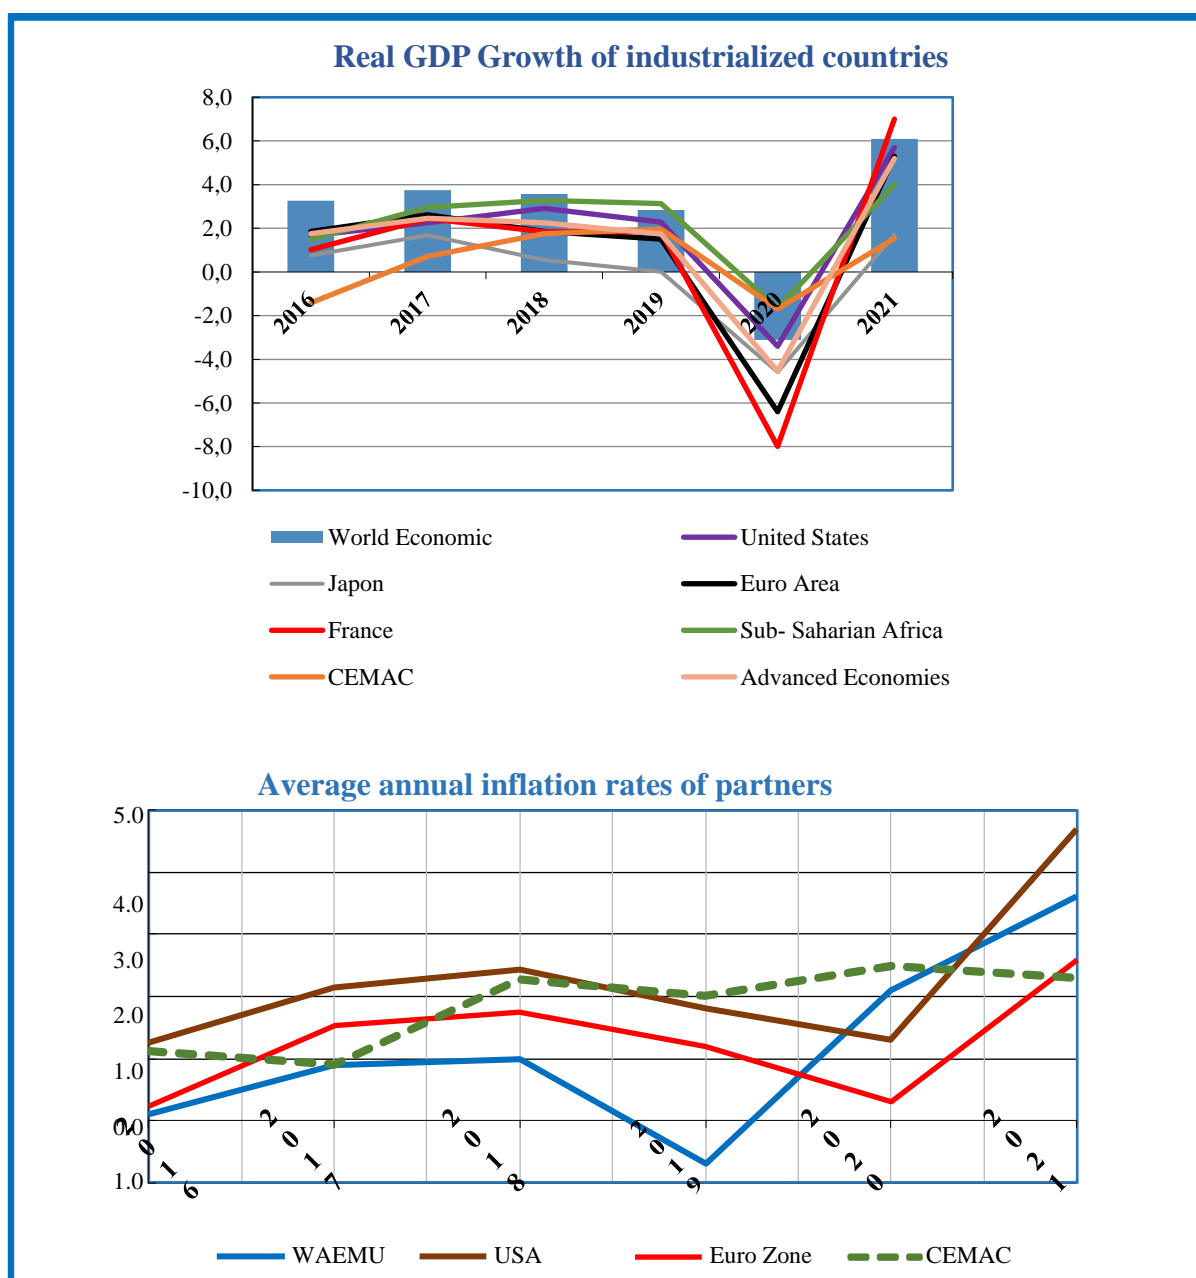 Real GDP Growth of industrialized countries
8,0
6,0
4,0
2,0
0,0
-2,0
-4,0
-6,0
-8,0
-10,0
2016
2017
2018
2019
2020
2021
World Economic
United States
Japon
Euro Area
France
Sub- Saharian Africa
CEMAC
Advanced Economies
Average annual inflation rates of partners
5.0
4.0
3.0
2.0
1.0
0.0
1.0
2016
2017
2018
2019
2020
2021
WAEMU
USA
Euro Zone
CEMAC